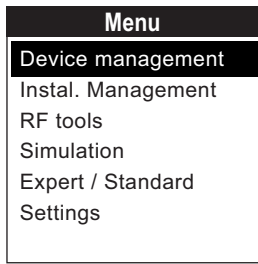 Menu
Device management
Instal. Management
RF tools
Simulation
Expert / Standard
Settings